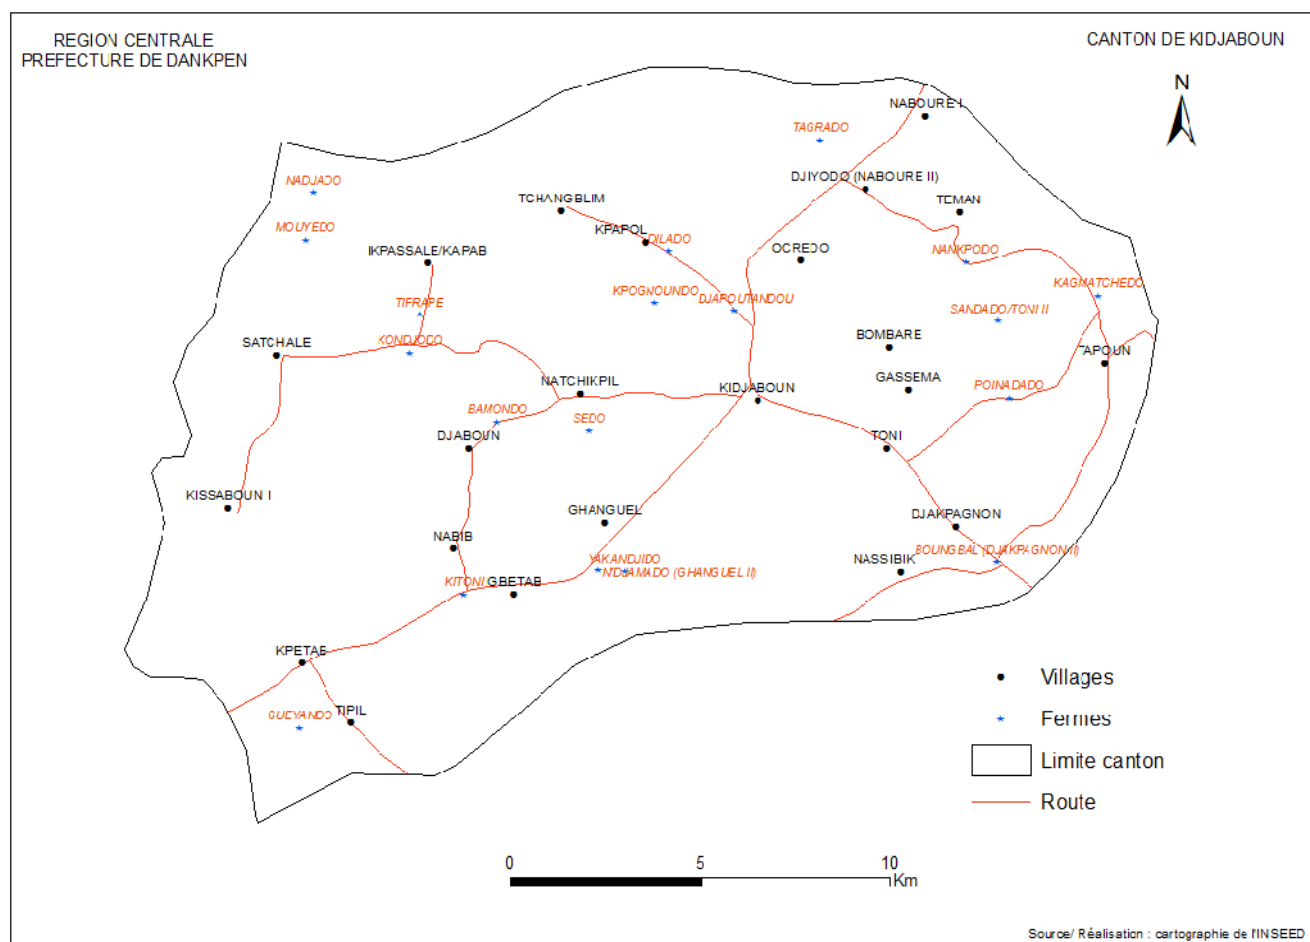 REGION CENTRALE
PREFECTURE DE DANKPEN
CANTON DE KIDJABOUN
N
NABOURE I
TAGRADO
NADJADO
DJIYODO (NABOURE II)
TCHANGBLIM
TEMAN
MOUYEDO
KPAPOL
DILADO
IKPASSALE/KAPAB
OCREDO
NANKPODO
KAGMATCHEDO
KPOGNOUNDO
TIFRAPE
DJAPOUTANDOU
SANDADO/TONI II
BOMBARE
SATCHALE
KONDJODO
TAPOUN
GASSEMA
NATCHIKPIL
KIDJABOUN
POINADADO
BAMONDO
SEDO
DJABOUN
TONI
KISSABOUN I
GHANGUEL
DJAKPAGNON
NABIB
BOUNGBAL (DJAKPAGNON II)
YAKANDJIDO
NASSIBIK
N'DJAMADO (GHANGUEL II)
KITONI
GBETAB
KPETAB
GUEYANDO
TIPIL
Villages
Fermes
Limite canton
Route
0 5 10
Km
Source/ Réalisation : cartographie de l'INSEED